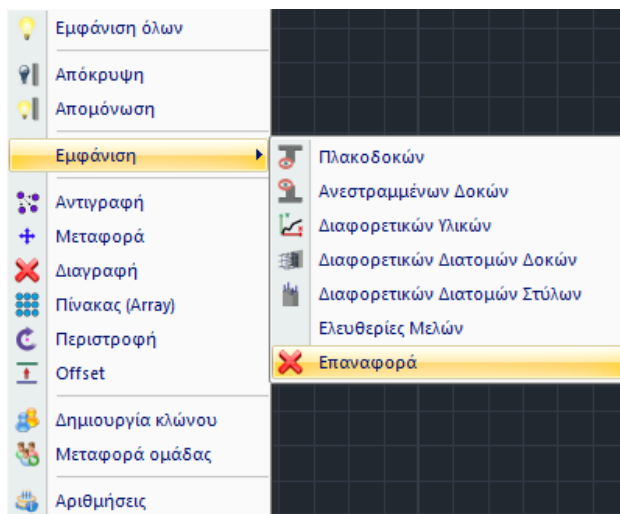 Εμφάνιση όλων
Απόκρυψη
Απομόνωση
Εμφάνιση
Πλακοδοκών
Ανεστραμμένων Δοκών
Διαφορετικών Υλικών
Διαφορετικών Διατομών Δοκών
Διαφορετικών Διατομών Στύλων
Ελευθερίες Μελών
Επαναφορά
Αντιγραφή
Μεταφορά
Διαγραφή
Πίνακας (Array)
Περιστροφή
Offset
Δημιουργία κλώνου
Μεταφορά ομάδας
Αριθμήσεις